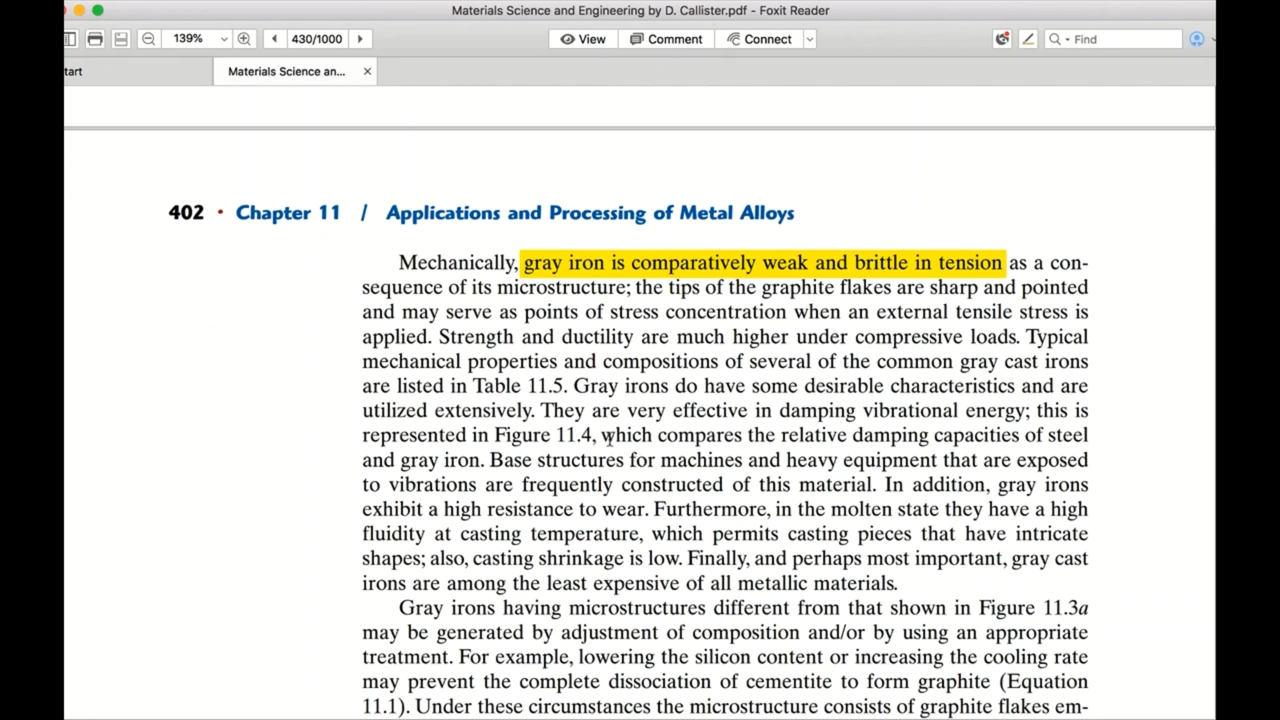 Materials Science and Engineering by D. Callister.pdf - Foxit Reader
139% 430/1000 View Comment Connect Find
tart Materials Science an... ×
402 • Chapter 11 / Applications and Processing of Metal Alloys
Mechanically, gray iron is comparatively weak and brittle in tension as a con-
sequence of its microstructure; the tips of the graphite flakes are sharp and pointed
and may serve as points of stress concentration when an external tensile stress is
applied. Strength and ductility are much higher under compressive loads. Typical
mechanical properties and compositions of several of the common gray cast irons
are listed in Table 11.5. Gray irons do have some desirable characteristics and are
utilized extensively. They are very effective in damping vibrational energy; this is
represented in Figure 11.4, which compares the relative damping capacities of steel
and gray iron. Base structures for machines and heavy equipment that are exposed
to vibrations are frequently constructed of this material. In addition, gray irons
exhibit a high resistance to wear. Furthermore, in the molten state they have a high
fluidity at casting temperature, which permits casting pieces that have intricate
shapes; also, casting shrinkage is low. Finally, and perhaps most important, gray cast
irons are among the least expensive of all metallic materials.
Gray irons having microstructures different from that shown in Figure 11.3a
may be generated by adjustment of composition and/or by using an appropriate
treatment. For example, lowering the silicon content or increasing the cooling rate
may prevent the complete dissociation of cementite to form graphite (Equation
11.1). Under these circumstances the microstructure consists of graphite flakes em-